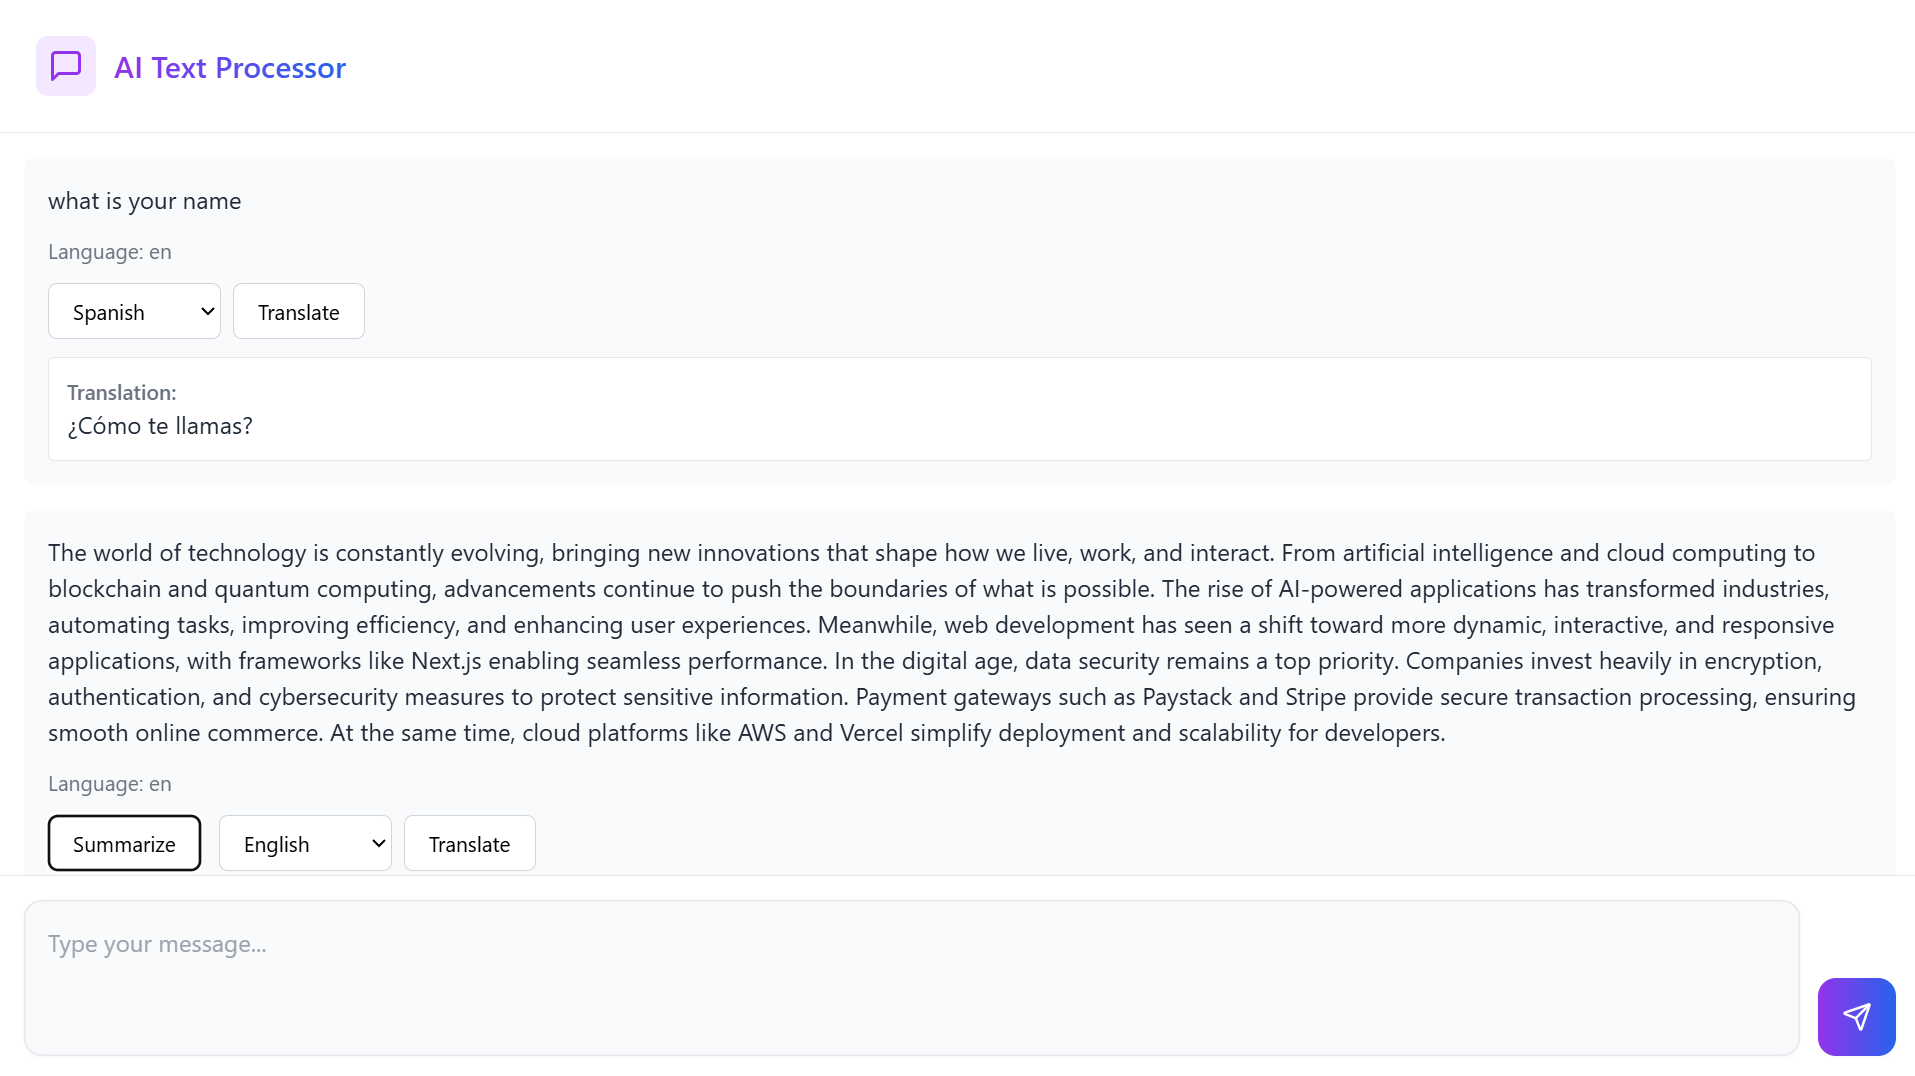 AI Text Processor
what is your name
Language: en
Spanish
Translate
Translation:
¿Cómo te llamas?
The world of technology is constantly evolving, bringing new innovations that shape how we live, work, and interact. From artificial intelligence and cloud computing to
blockchain and quantum computing, advancements continue to push the boundaries of what is possible. The rise of AI-powered applications has transformed industries,
automating tasks, improving efficiency, and enhancing user experiences. Meanwhile, web development has seen a shift toward more dynamic, interactive, and responsive
applications, with frameworks like Next.js enabling seamless performance. In the digital age, data security remains a top priority. Companies invest heavily in encryption,
authentication, and cybersecurity measures to protect sensitive information. Payment gateways such as Paystack and Stripe provide secure transaction processing, ensuring
smooth online commerce. At the same time, cloud platforms like AWS and Vercel simplify deployment and scalability for developers.
Language: en
Summarize
English
Translate
Type your message...